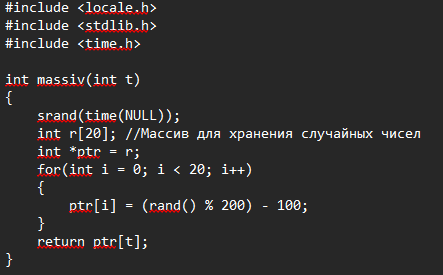 #include <locale.h>
#include <stdlib.h>
#include <time.h>
int massiv(int t)
{
srand(time(NULL));
int r[20]; //Массив для хранения случайных чисел
int *ptr = r;
for(int i = 0; i < 20; i++)
{
ptr[i] = (rand() % 200) - 100;
}
return ptr[t];
}